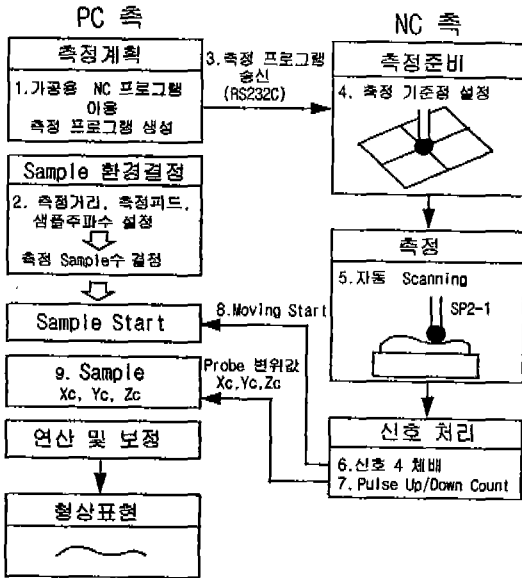 PC 측
측정계획
1.가공용 NC 프로그램
이용
측정 프로그램 생성
Sample 환경결정
2. 측정거리, 측정피드,
샘플주파수 설정
측정 Sample수 결정
Sample Start
9. Sample
Xc, Yc, Zc
연산 및 보정
형상표현
3.측정 프로그램
송신
(RS232C)
8.Moving Start
Probe 변위값
Xc,Yc,Zc
NC 측
측정준비
4. 측정 기준점 설정
측정
5.자동 Scanning
SP2-1
신호 처리
6.신호 4 체배
7. Pulse Up/Down Count